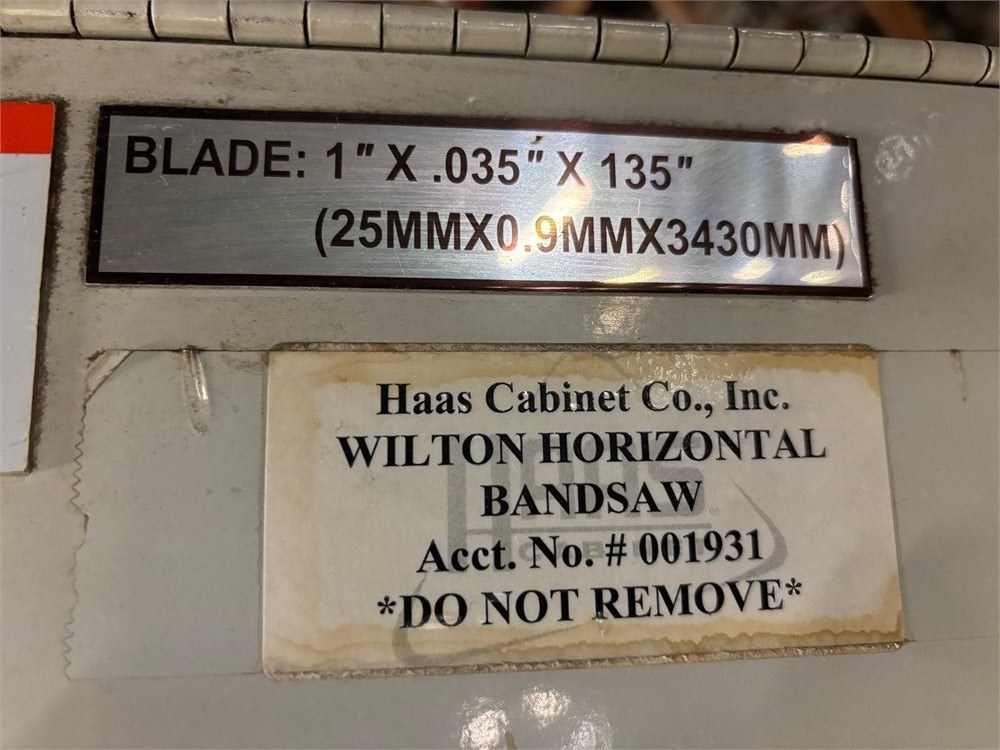 BLADE: 1" X .035" X 135"
(25MMX0.9MMX3430MM)
Haas Cabinet Co., Inc.
WILTON HORIZONTAL
BANDSAW
Acct. No. # 001931
*DO NOT REMOVE*
HAAS